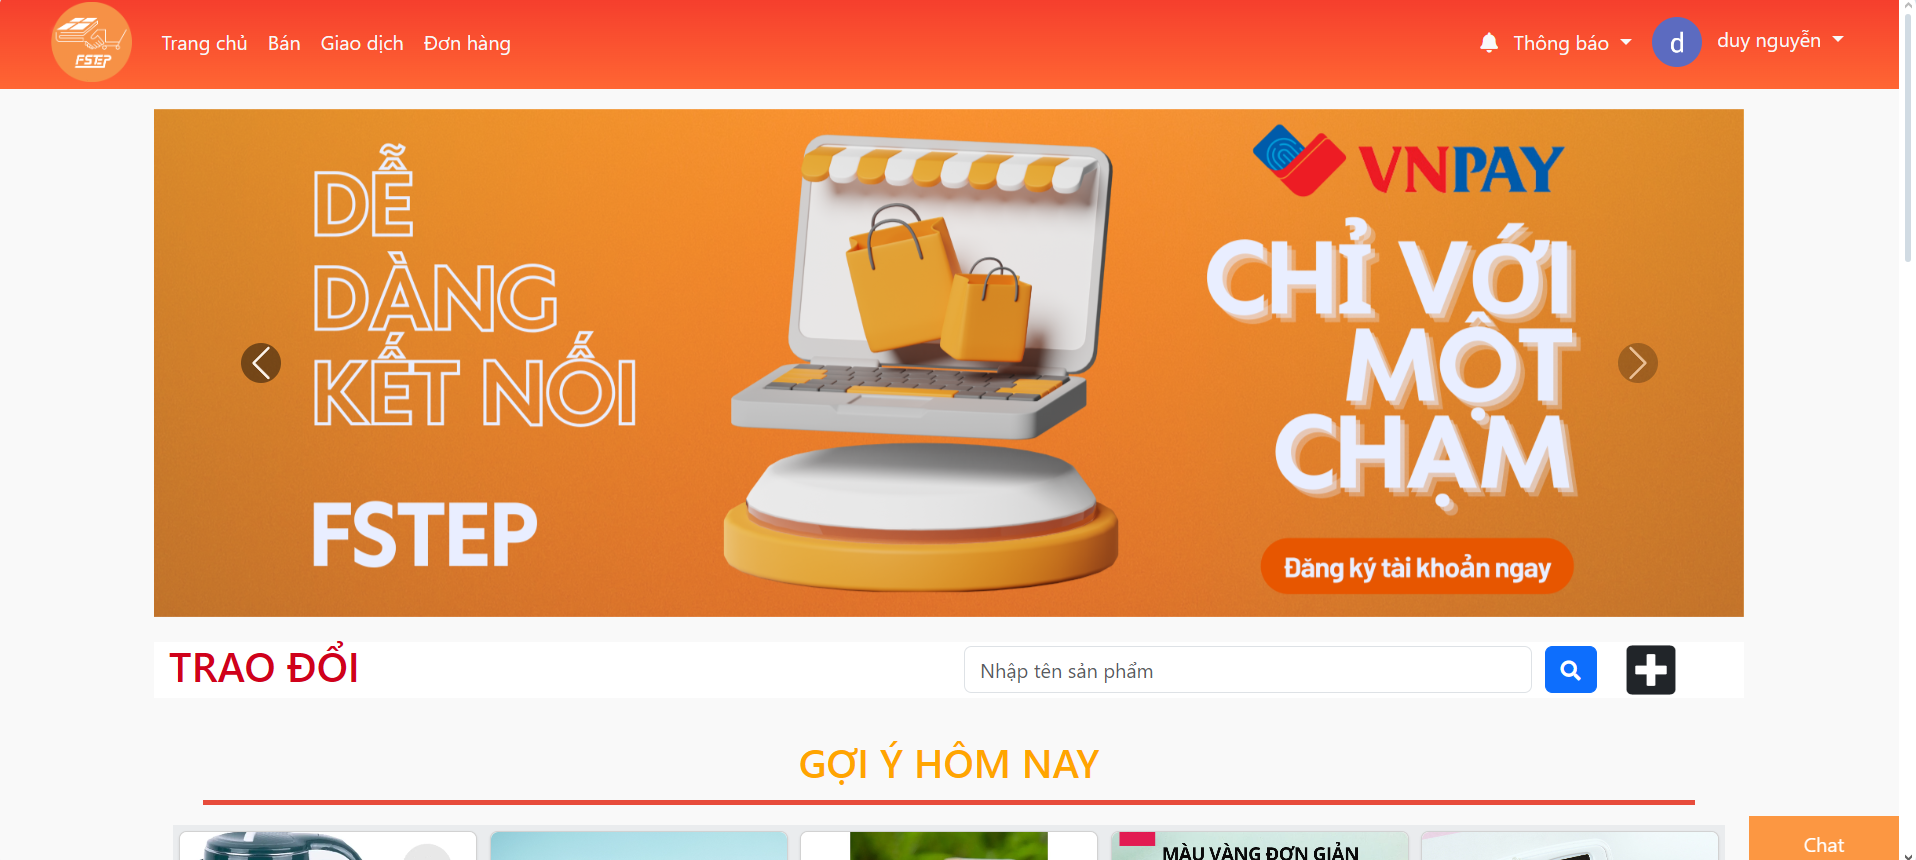 FSTEP
Trang chủ Bán Giao dịch Đơn hàng
Thông báo d duy nguyễn
DỄ
DÀNG
KẾT NỐI
FSTEP
VNPAY
CHỈ VỚI
MỘT
CHẠM
Đăng ký tài khoản ngay
TRAO ĐỔI
Nhập tên sản phẩm
GỢI Ý HÔM NAY
MÀU VÀNG ĐƠN GIẢN
Chat